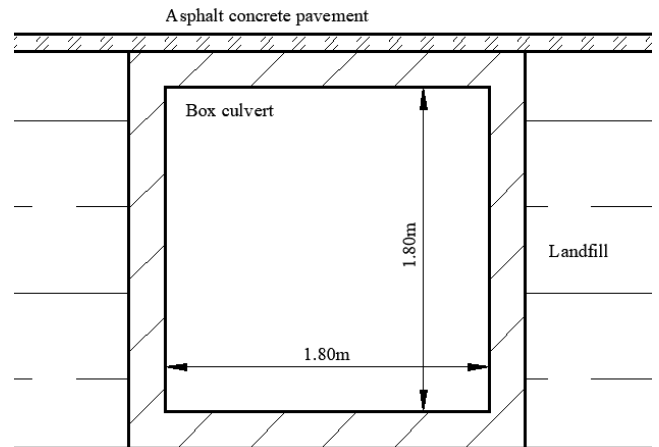 Asphalt concrete pavement
Box culvert
1.80m
Landfill
1.80m